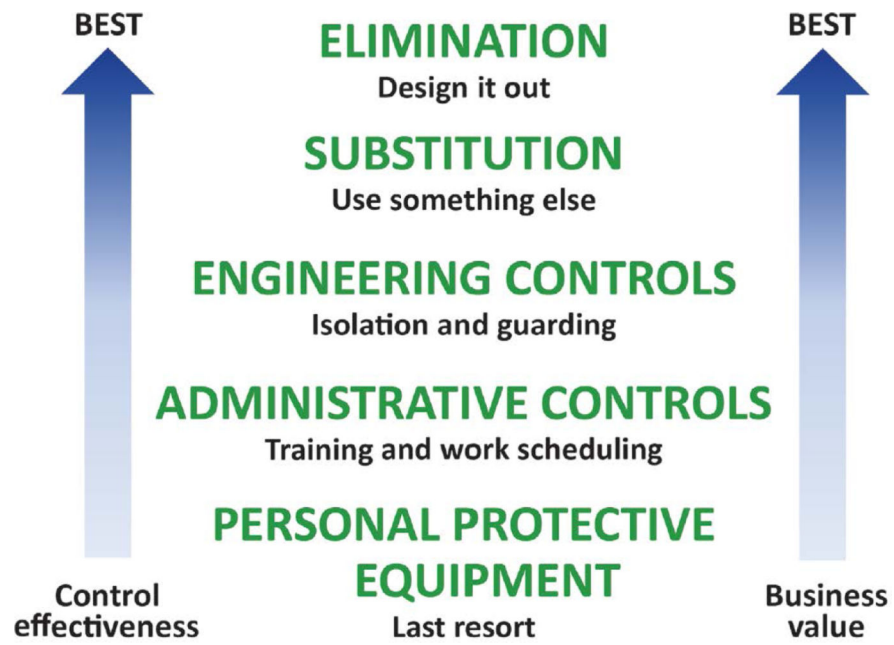 BEST
BEST
ELIMINATION
Design it out
SUBSTITUTION
Use something else
ENGINEERING CONTROLS
Isolation and guarding
ADMINISTRATIVE CONTROLS
Training and work scheduling
PERSONAL PROTECTIVE
EQUIPMENT
Last resort
Control
effectiveness
Business
value